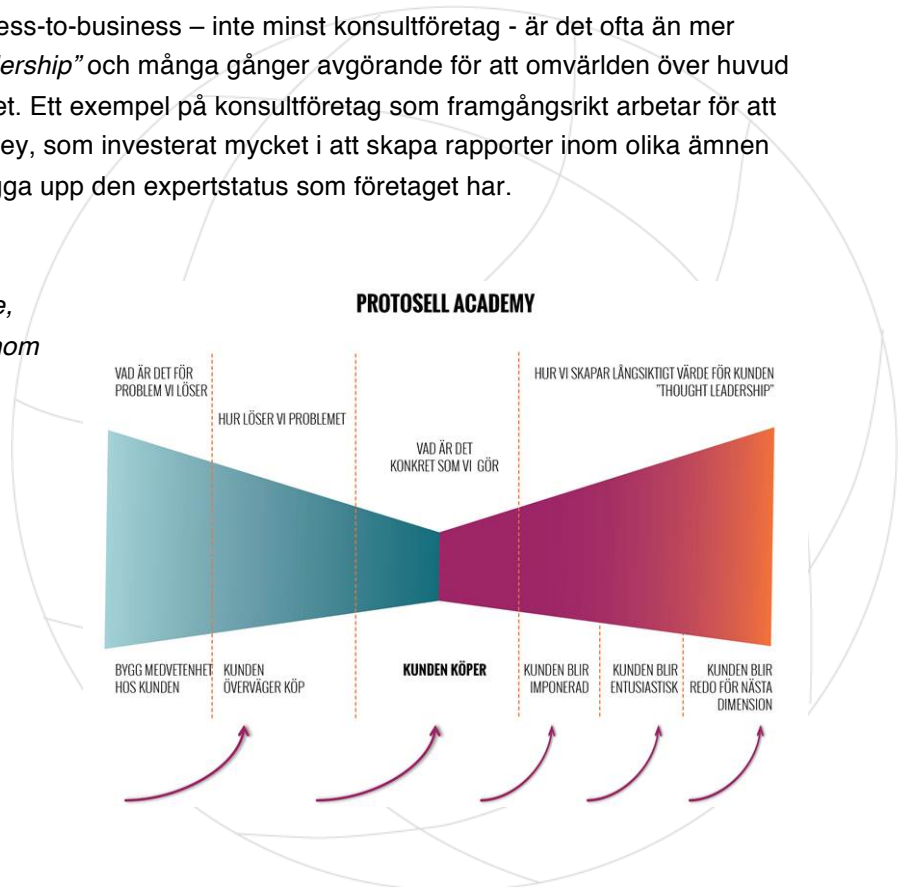 ess-to-business – inte minst konsultföretag - är det ofta än mer
ership” och många gånger avgörande för att omvärlden över huvud
et. Ett exempel på konsultföretag som framgångsrikt arbetar för att
ey, som investerat mycket i att skapa rapporter inom olika ämnen
gga upp den expertstatus som företaget har.
e,
nom
PROTOSELL ACADEMY
VAD ÄR DET FÖR
PROBLEM VI LÖSER
HUR LÖSER VI PROBLEMET
VAD ÄR DET
KONKRET SOM VI GÖR
HUR VI SKAPAR LÅNGSIKTIGT VÄRDE FÖR KUNDEN
"THOUGHT LEADERSHIP"
BYGG MEDVETENHET
HOS KUNDEN
KUNDEN
ÖVERVÄGER KÖP
KUNDEN KÖPER
KUNDEN BLIR
IMPONERAD
KUNDEN BLIR
ENTUSIASTISK
KUNDEN BLIR
REDO FÖR NÄSTA
DIMENSION